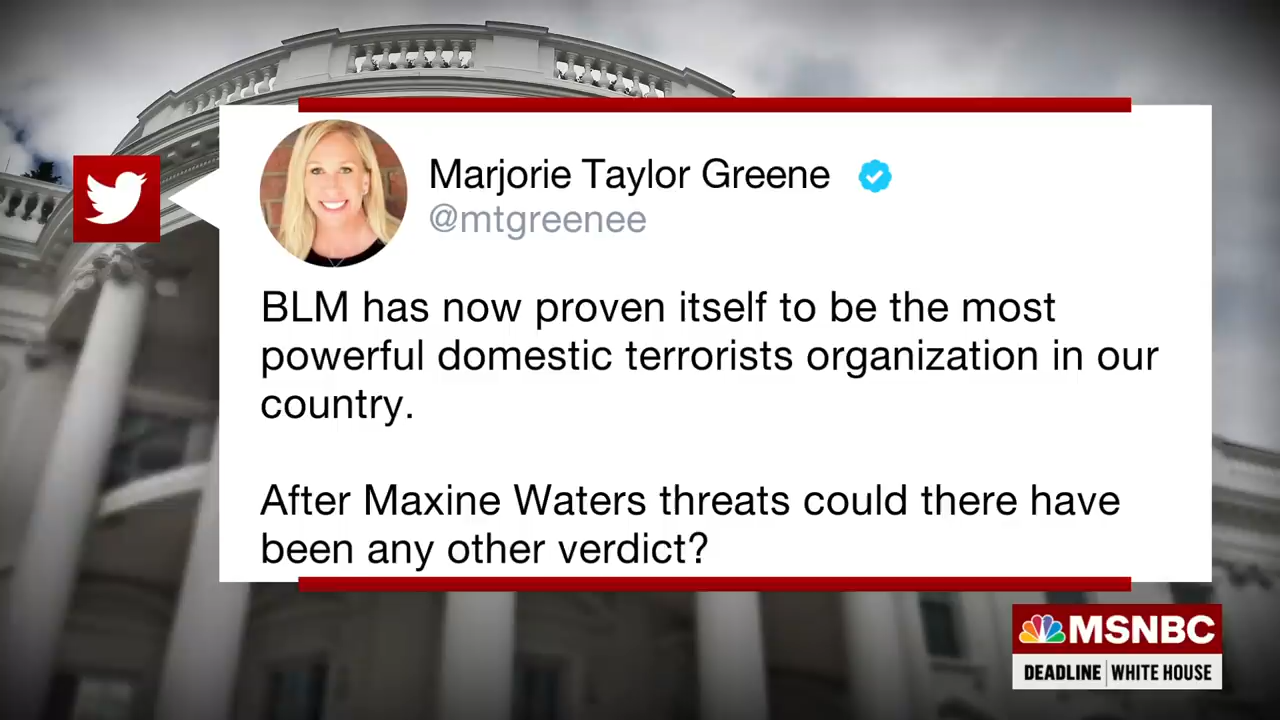 Marjorie Taylor Greene
@mtgreenee
BLM has now proven itself to be the most
powerful domestic terrorists organization in our
country.
After Maxine Waters threats could there have
been any other verdict?
MSNBC
DEADLINE | WHITE HOUSE